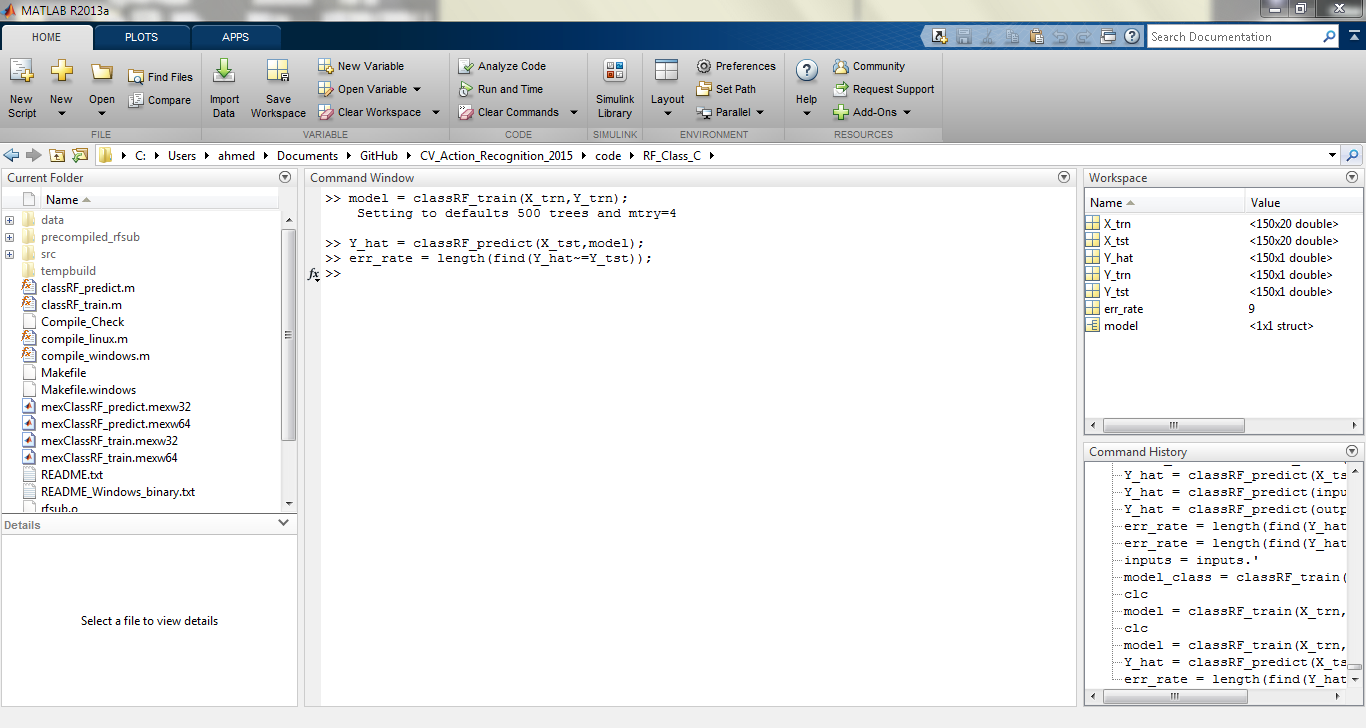 MATLAB R2013a
HOME PLOTS APPS
Search Documentation
New Script
New
Open
Find Files
Compare
FILE
Import Data
Save Workspace
New Variable
Open Variable
Clear Workspace
VARIABLE
Analyze Code
Run and Time
Clear Commands
CODE
Simulink Library
SIMULINK
Layout
Preferences
Set Path
Parallel
ENVIRONMENT
Help
Community
Request Support
Add-Ons
RESOURCES
C: Users ahmed Documents GitHub CV_Action_Recognition_2015 code RF_Class_C
Current Folder
Name
data
precompiled_rfsub
src
tempbuild
classRF_predict.m
classRF_train.m
Compile_Check
compile_linux.m
compile_windows.m
Makefile
Makefile.windows
mexClassRF_predict.mexw32
mexClassRF_predict.mexw64
mexClassRF_train.mexw32
mexClassRF_train.mexw64
README.txt
README_Windows_binary.txt
rfsub.o
Details
Select a file to view details
Command Window
>> model = classRF_train(X_trn,Y_trn);
Setting to defaults 500 trees and mtry=4
>> Y_hat = classRF_predict(X_tst,model);
>> err_rate = length(find(Y_hat~=Y_tst));
fx >>
Workspace
Name Value
X_trn <150x20 double>
X_tst <150x20 double>
Y_hat <150x1 double>
Y_trn <150x1 double>
Y_tst <150x1 double>
err_rate 9
model <1x1 struct>
Command History
Y_hat = classRF_predict(X_ts
Y_hat = classRF_predict(inpu
Y_hat = classRF_predict(outp
err_rate = length(find(Y_hat
err_rate = length(find(Y_hat
inputs = inputs.'
model_class = classRF_train(
clc
model = classRF_train(X_trn,
clc
model = classRF_train(X_trn,
Y_hat = classRF_predict(X_ts
err_rate = length(find(Y_hat